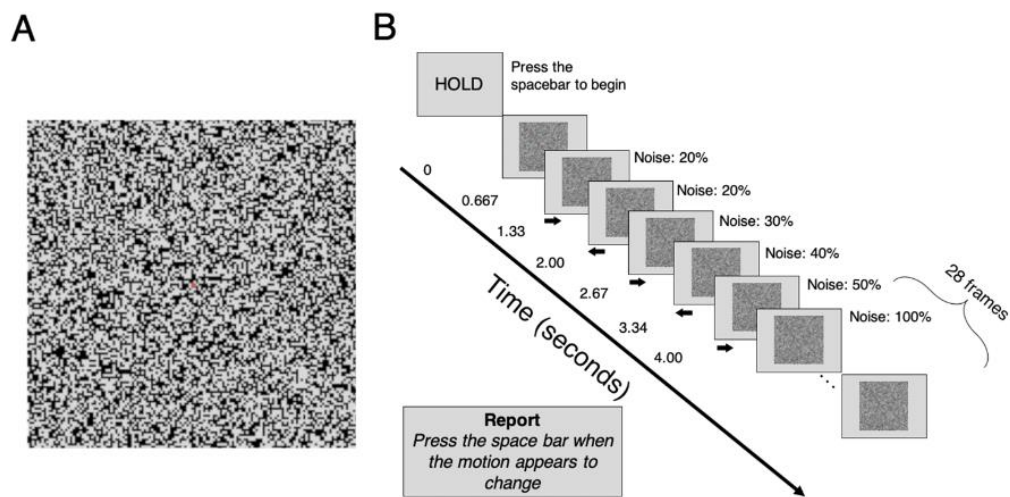 A
B
HOLD
Press the
spacebar to begin
Noise: 20%
Noise: 20%
Noise: 30%
Noise: 40%
Noise: 50%
Noise: 100%
28 frames
0
0.667
1.33
2.00
2.67
3.34
4.00
Time (seconds)
Report
Press the space bar when
the motion appears to
change